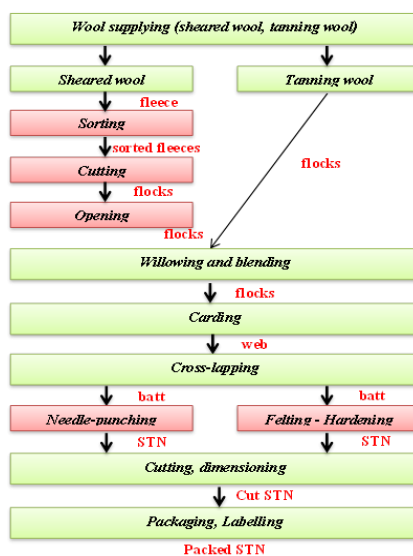 Wool supplying (sheared wool, tanning wool)
Sheared wool
Tanning wool
fleece
Sorting
sorted fleeces
Cutting
flocks
flocks
Opening
flocks
Willowing and blending
flocks
Carding
web
Cross-lapping
batt
batt
Needle-punching
Felting - Hardening
STN
STN
Cutting, dimensioning
Cut STN
Packaging, Labelling
Packed STN